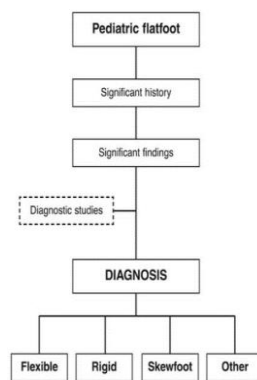 Pediatric flatfoot
Significant history
Significant findings
Diagnostic studies
DIAGNOSIS
Flexible
Rigid
Skewfoot
Other